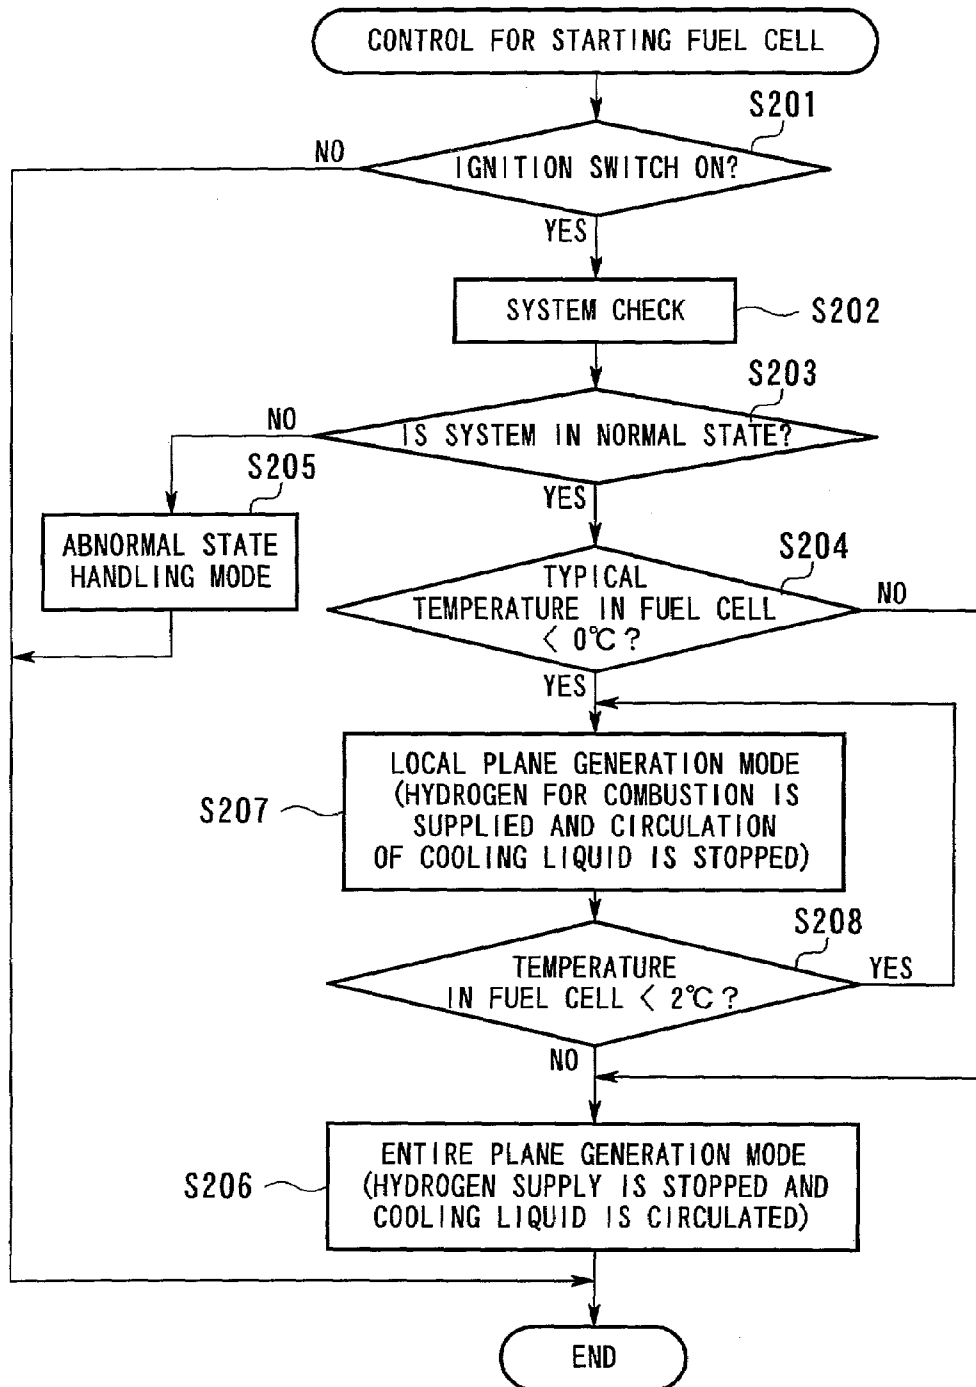 CONTROL FOR STARTING FUEL CELL
S201
NO
IGNITION SWITCH ON?
YES
SYSTEM CHECK
S202
S203
NO
IS SYSTEM IN NORMAL STATE?
S205
YES
ABNORMAL STATE
HANDLING MODE
S204
TYPICAL
TEMPERATURE IN FUEL CELL
< 0℃?
NO
YES
LOCAL PLANE GENERATION MODE
(HYDROGEN FOR COMBUSTION IS
SUPPLIED AND CIRCULATION
OF COOLING LIQUID IS STOPPED)
S207
S208
TEMPERATURE
IN FUEL CELL < 2℃?
YES
NO
ENTIRE PLANE GENERATION MODE
(HYDROGEN SUPPLY IS STOPPED AND
COOLING LIQUID IS CIRCULATED)
S206
END